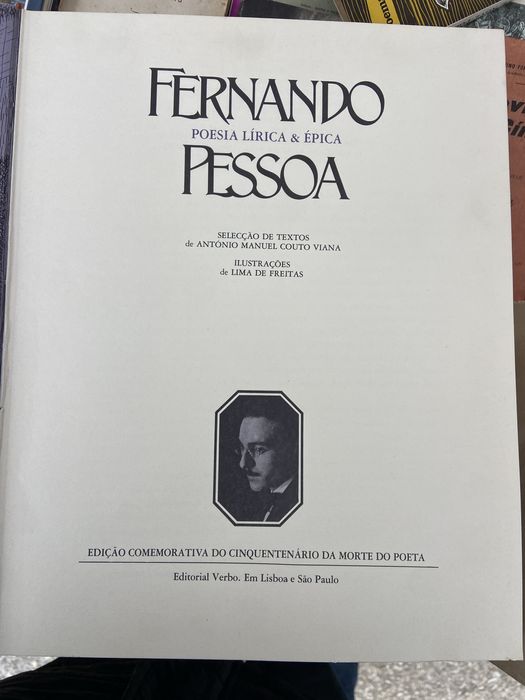 FERNANDO
POESIA LÍRICA & ÉPICA
PESSOA
SELECÇÃO DE TEXTOS
de ANTÓNIO MANUEL COUTO VIANA
ILUSTRAÇÕES
de LIMA DE FREITAS
EDIÇÃO COMEMORATIVA DO CINQUENTENÁRIO DA MORTE DO POETA
Editorial Verbo. Em Lisboa e São Paulo